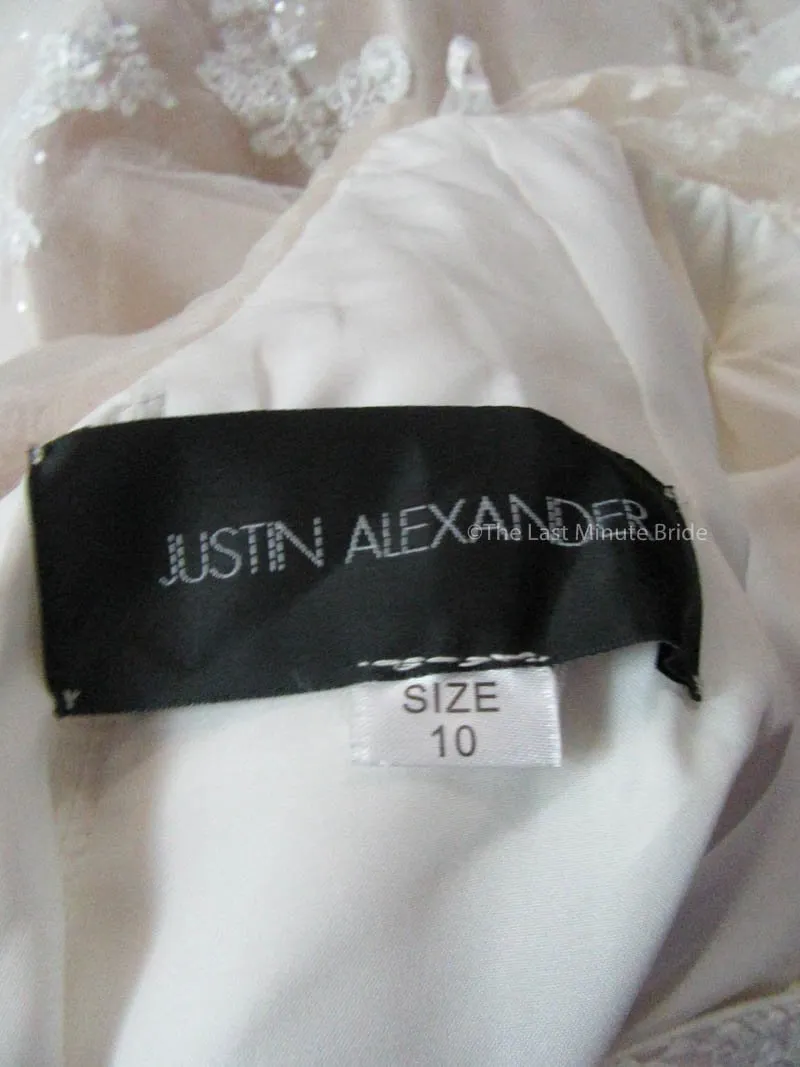 JUSTIN ALEXANDER
©The Last Minute Bride
SIZE
10